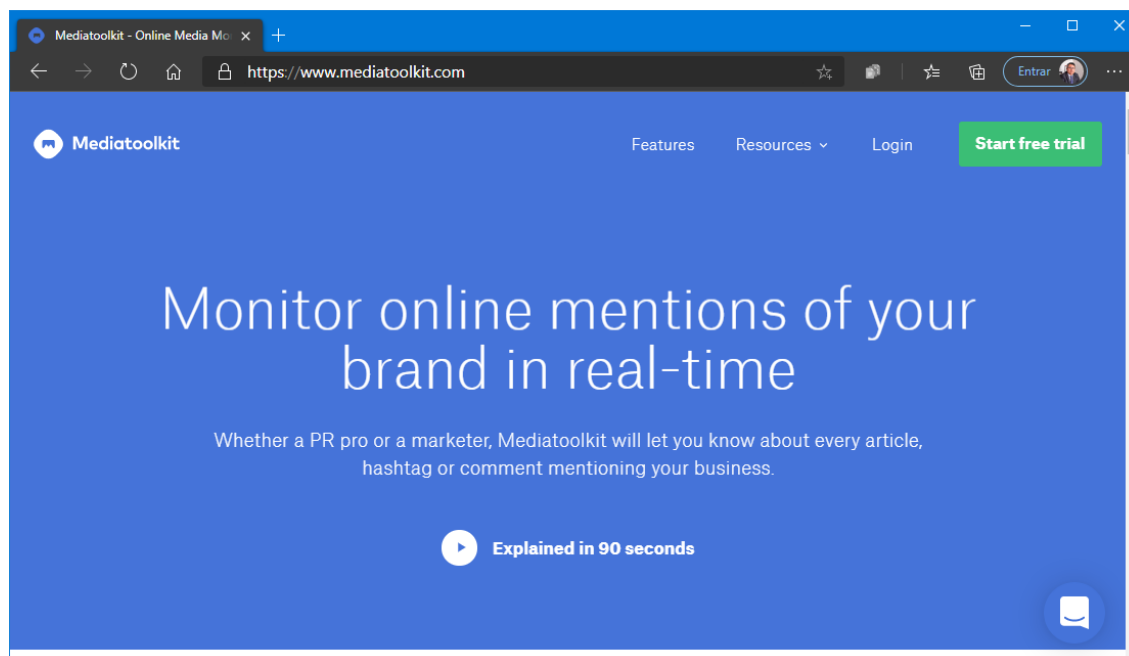 Mediatoolkit - Online Media Mo
https://www.mediatoolkit.com
Entrar
Mediatoolkit
Features
Resources
Login
Start free trial
Monitor online mentions of your
brand in real-time
Whether a PR pro or a marketer, Mediatoolkit will let you know about every article,
hashtag or comment mentioning your business.
Explained in 90 seconds